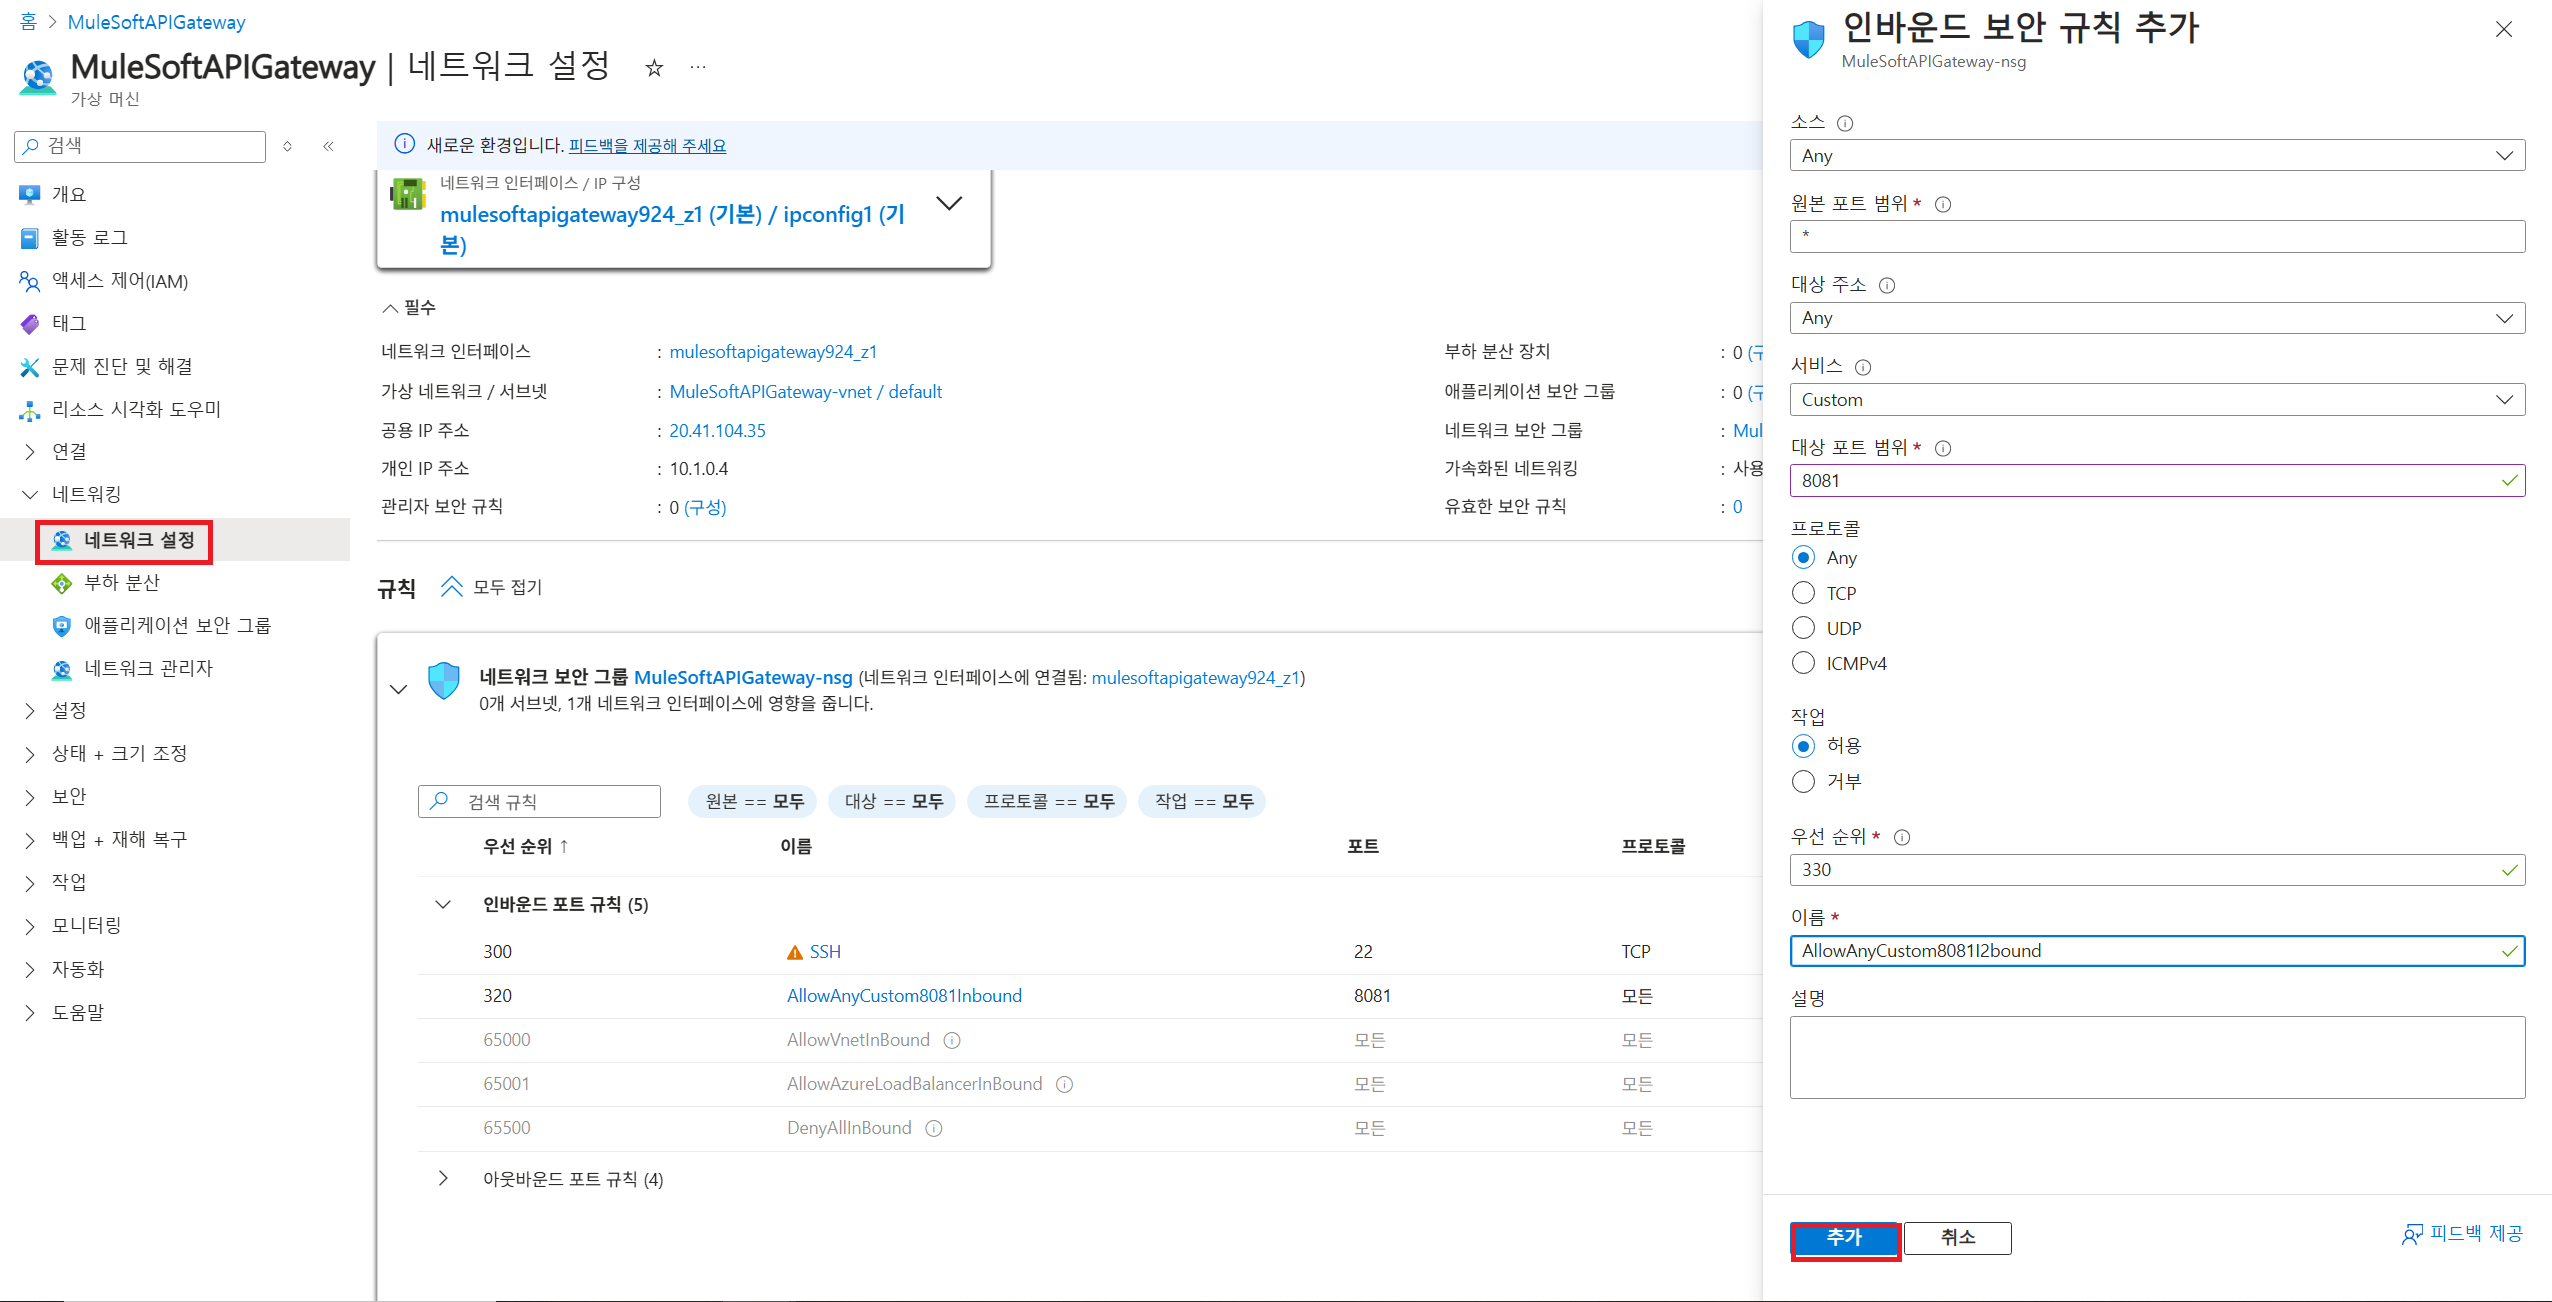 홈 > MuleSoftAPIGateway
MuleSoftAPIGateway | 네트워크 설정
가상 머신
검색
개요
활동 로그
액세스 제어(IAM)
태그
문제 진단 및 해결
리소스 시각화 도우미
연결
네트워킹
네트워크 설정
부하 분산
애플리케이션 보안 그룹
네트워크 관리자
설정
상태 + 크기 조정
보안
백업 + 재해 복구
작업
모니터링
자동화
도움말
새로운 환경입니다. 피드백을 제공해 주세요
네트워크 인터페이스 / IP 구성
mulesoftapigateway924_z1 (기본) / ipconfig1 (기
본)
필수
네트워크 인터페이스 : mulesoftapigateway924_z1
가상 네트워크 / 서브넷 : MuleSoftAPIGateway-vnet / default
공용 IP 주소 : 20.41.104.35
개인 IP 주소 : 10.1.0.4
관리자 보안 규칙 : 0 (구성)
부하 분산 장치 : 0 (구
애플리케이션 보안 그룹 : 0 (구
네트워크 보안 그룹 : Mul
가속화된 네트워킹 : 사용
유효한 보안 규칙 : 0
규칙 모두 접기
네트워크 보안 그룹 MuleSoftAPIGateway-nsg (네트워크 인터페이스에 연결됨: mulesoftapigateway924_z1)
0개 서브넷, 1개 네트워크 인터페이스에 영향을 줍니다.
검색 규칙 원본 == 모두 대상 == 모두 프로토콜 == 모두 작업 == 모두
우선 순위 ↑ 이름 포트 프로토콜
인바운드 포트 규칙 (5)
300 SSH 22 TCP
320 AllowAnyCustom8081Inbound 8081 모든
65000 AllowVnetInBound 모든 모든
65001 AllowAzureLoadBalancerInBound 모든 모든
65500 DenyAllInBound 모든 모든
아웃바운드 포트 규칙 (4)
인바운드 보안 규칙 추가
MuleSoftAPIGateway-nsg
소스
Any
원본 포트 범위 *
*
대상 주소
Any
서비스
Custom
대상 포트 범위 *
8081
프로토콜
Any
TCP
UDP
ICMPv4
작업
허용
거부
우선 순위 *
330
이름 *
AllowAnyCustom8081I2bound
설명
추가 취소 피드백 제공